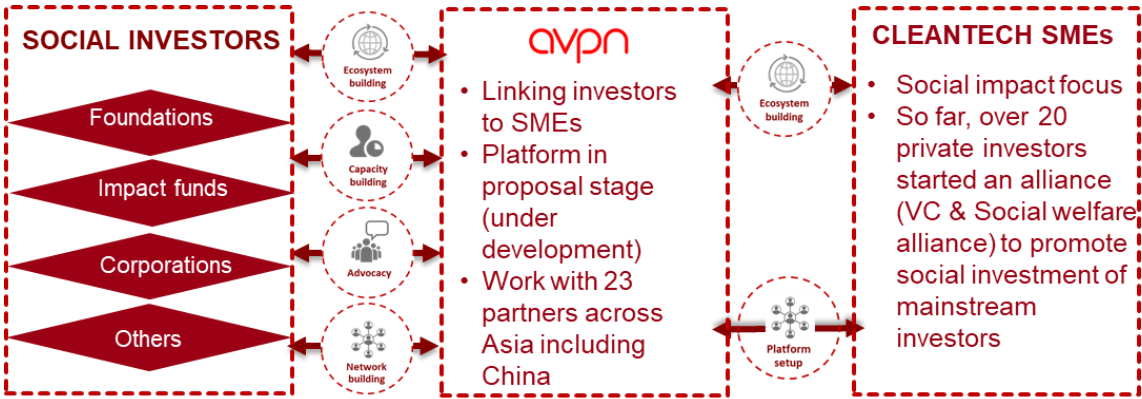 SOCIAL INVESTORS
Foundations
Impact funds
Corporations
Others
Ecosystem
building
Capacity
building
Advocacy
Network
building
avpn
• Linking investors
to SMEs
• Platform in
proposal stage
(under
development)
• Work with 23
partners across
Asia including
China
Ecosystem
building
Platform
setup
CLEANTECH SMEs
• Social impact focus
• So far, over 20
private investors
started an alliance
(VC & Social welfare
alliance) to promote
social investment of
mainstream
investors